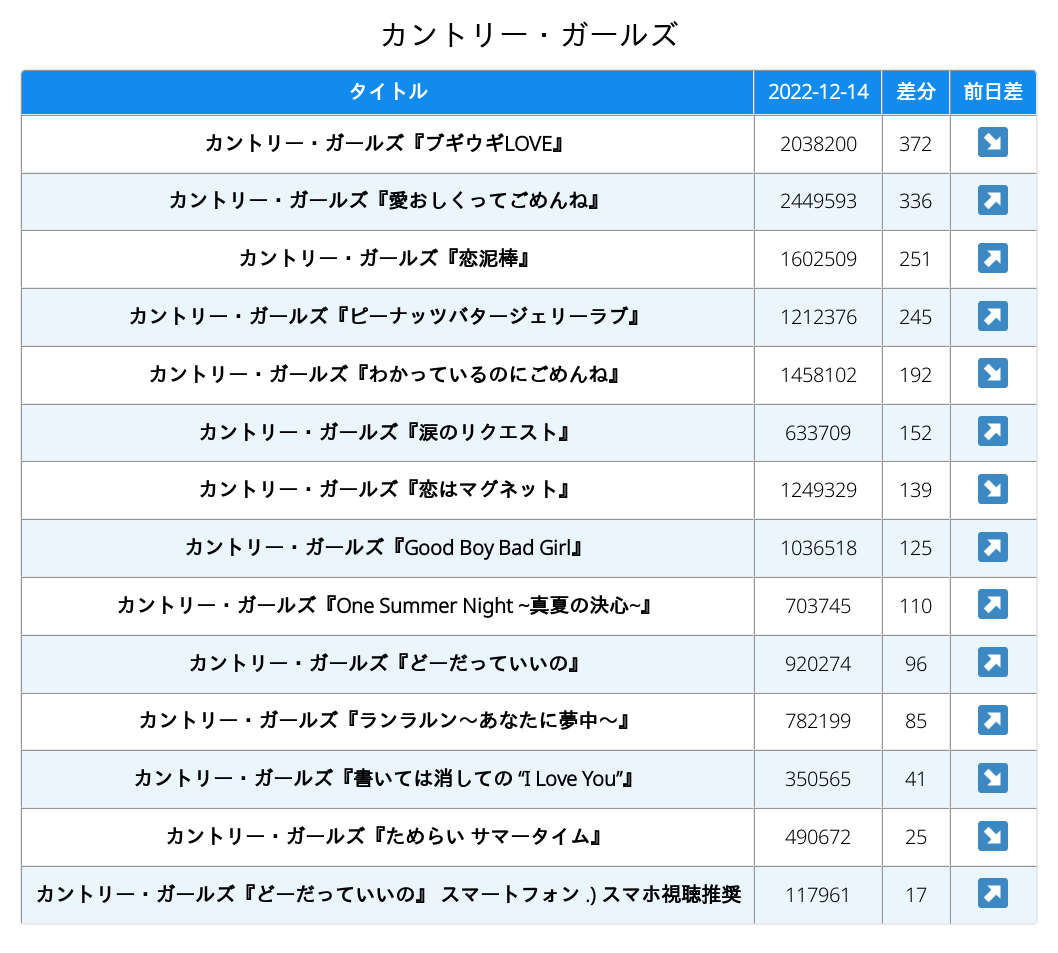 カントリー・ガールズ
タイトル 2022-12-14 差分 前日差
カントリー・ガールズ『ブギウギLOVE』 2038200 372
カントリー・ガールズ『愛おしくってごめんね』 2449593 336
カントリー・ガールズ『恋泥棒』 1602509 251
カントリー・ガールズ『ピーナッツバタージェリーラブ』 1212376 245
カントリー・ガールズ『わかっているのにごめんね』 1458102 192
カントリー・ガールズ『涙のリクエスト』 633709 152
カントリー・ガールズ『恋はマグネット』 1249329 139
カントリー・ガールズ『Good Boy Bad Girl』 1036518 125
カントリー・ガールズ『One Summer Night ~真夏の決心~』 703745 110
カントリー・ガールズ『どーだっていいの』 920274 96
カントリー・ガールズ『ランラルン～あなたに夢中～』 782199 85
カントリー・ガールズ『書いては消しての “I Love You”』 350565 41
カントリー・ガールズ『ためらい サマータイム』 490672 25
カントリー・ガールズ『どーだっていいの』 スマートフォン .) スマホ視聴推奨 117961 17